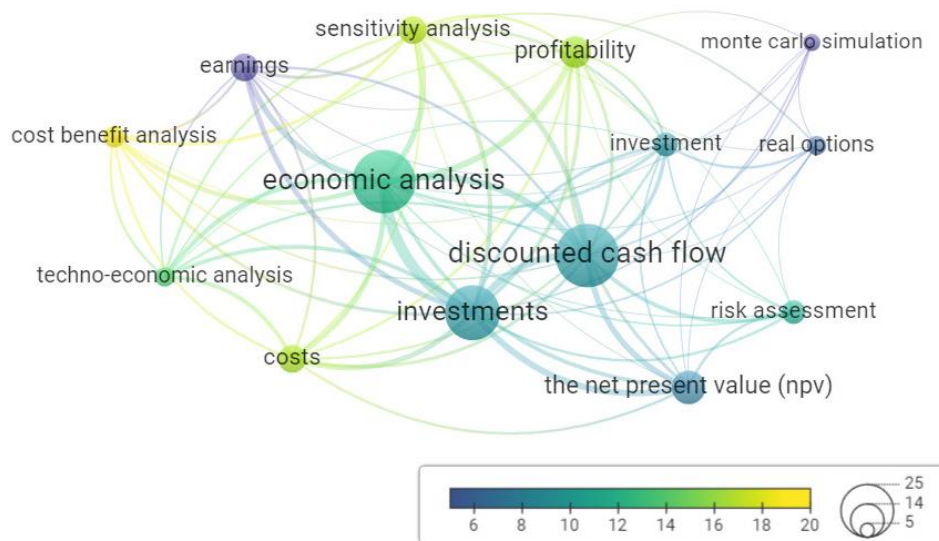 sensitivity analysis
profitability
monte carlo simulation
earnings
cost benefit analysis
investment
real options
economic analysis
discounted cash flow
techno-economic analysis
investments
risk assessment
costs
the net present value (npv)
25
14
5
6 8 10 12 14 16 18 20